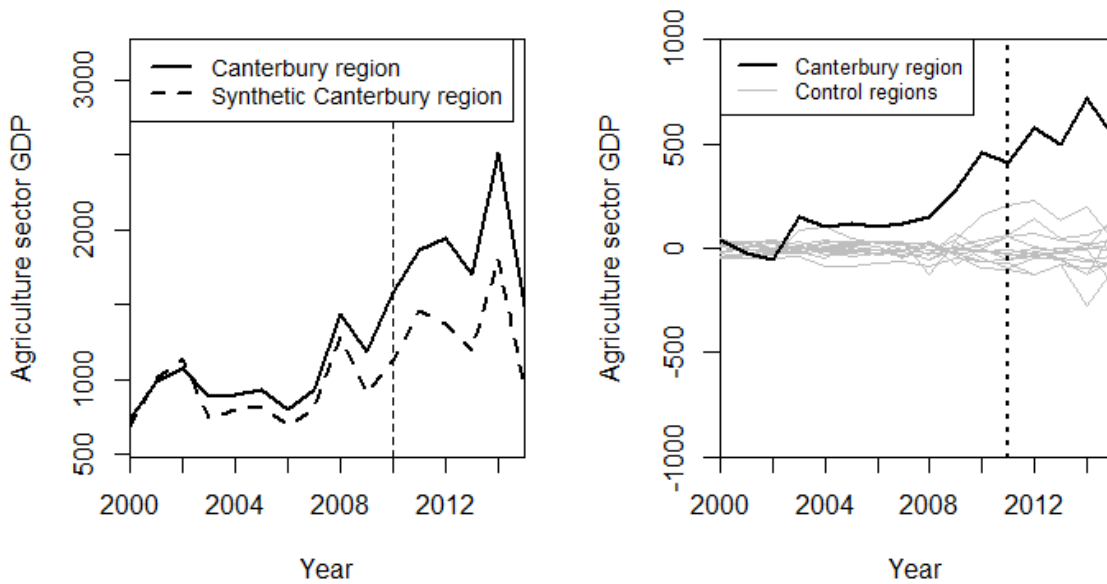 Canterbury region
Synthetic Canterbury region
Agriculture sector GDP
3000
2000
1000
500
2000
2004
2008
2012
Year
Canterbury region
Control regions
Agriculture sector GDP
1000
500
0
-500
-1000
2000
2004
2008
2012
Year